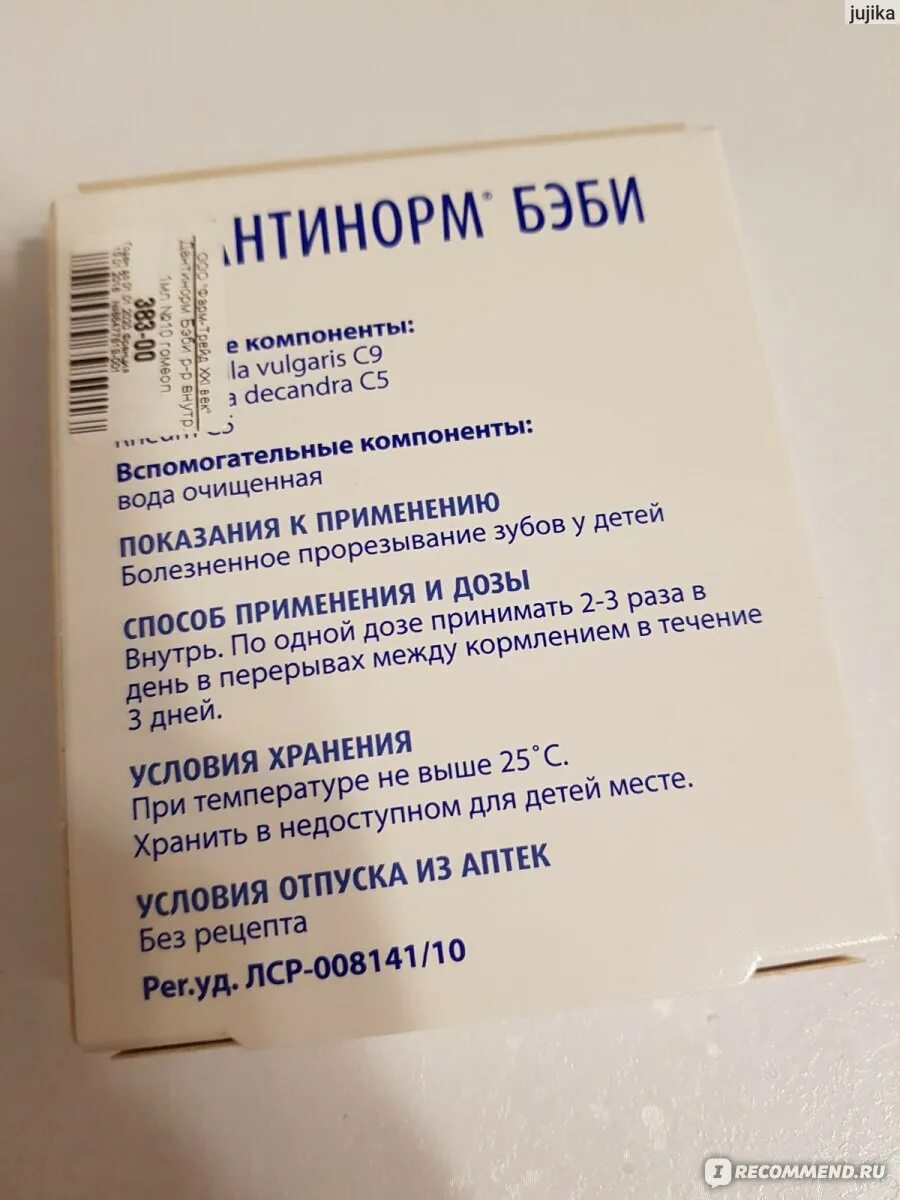 jujika
АНТИНОРМ® БЭБИ
ООО "Фарм-Трейд XXI век"
Дантинорм Бэби р-р внутр.
1мл №10 гомеоп.
383-00
е компоненты:
la vulgaris C9
a decandra C5
Rheum C5
Вспомогательные компоненты:
вода очищенная
ПОКАЗАНИЯ К ПРИМЕНЕНИЮ
Болезненное прорезывание зубов у детей
СПОСОБ ПРИМЕНЕНИЯ И ДОЗЫ
Внутрь. По одной дозе принимать 2-3 раза в
день в перерывах между кормлением в течение
3 дней.
УСЛОВИЯ ХРАНЕНИЯ
При температуре не выше 25°С.
Хранить в недоступном для детей месте.
УСЛОВИЯ ОТПУСКА ИЗ АПТЕК
Без рецепта
Рег.уд. ЛСР-008141/10
IRECOMMEND.RU